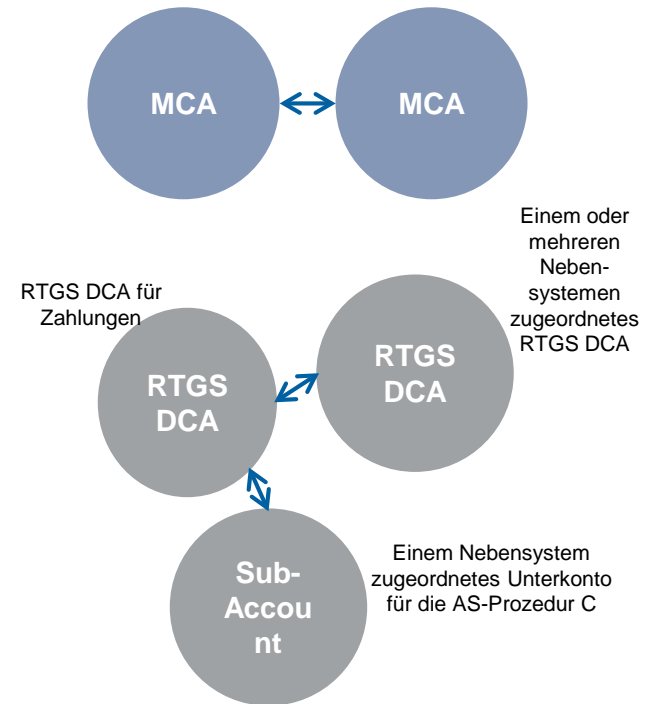 MCA
MCA
Einem oder
mehreren
Neben-
systemen
zugeordnetes
RTGS DCA
RTGS DCA für
Zahlungen
RTGS
DCA
RTGS
DCA
Sub-
Accou
nt
Einem Nebensystem
zugeordnetes Unterkonto
für die AS-Prozedur C